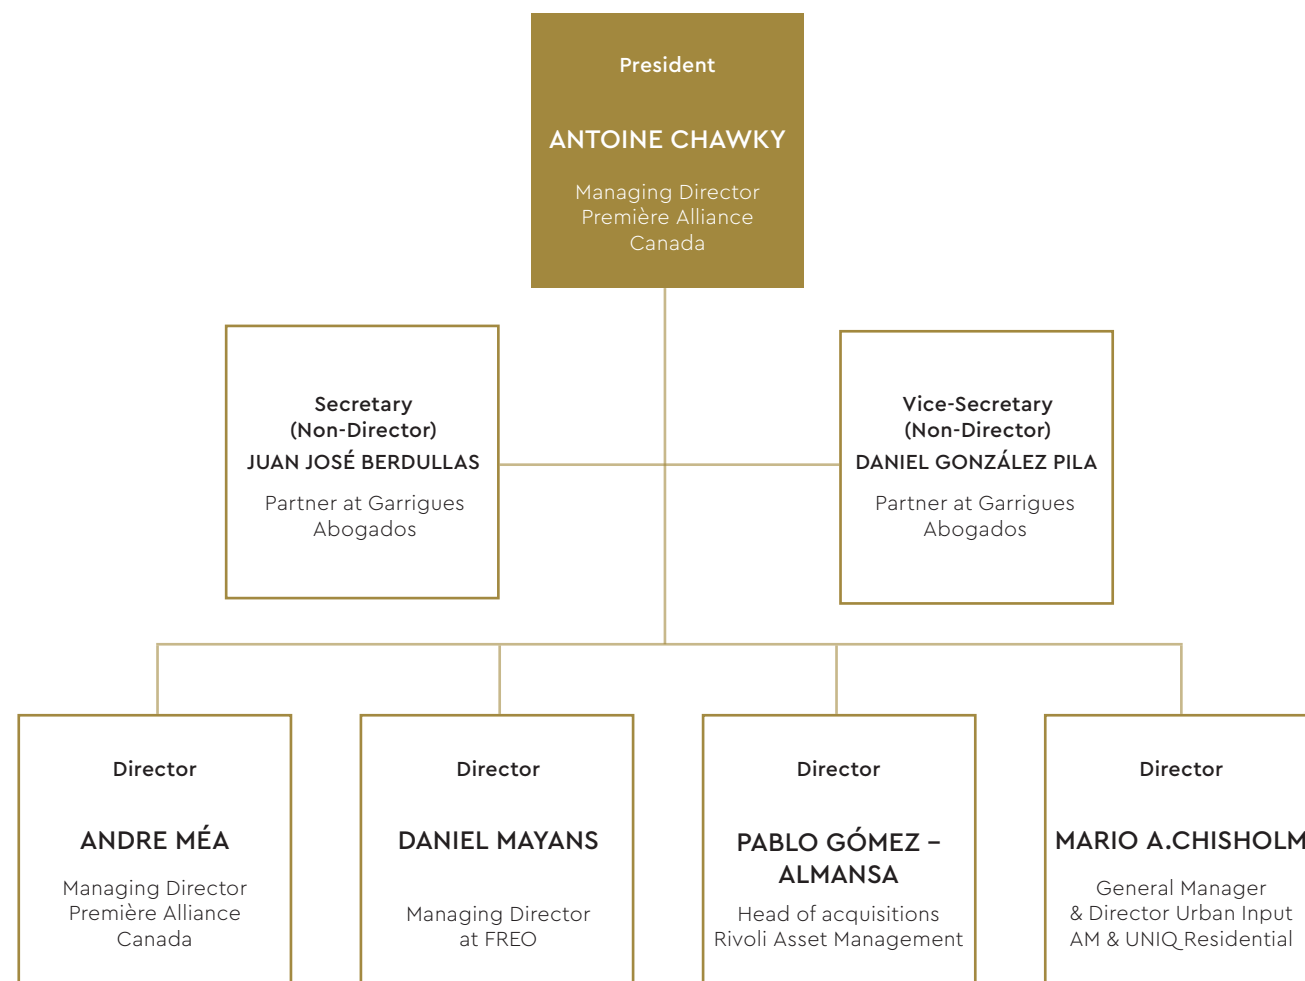 President
ANTOINE CHAWKY
Managing Director
Première Alliance
Canada
Secretary
(Non-Director)
JUAN JOSÉ BERDULLAS
Partner at Garrigues
Abogados
Vice-Secretary
(Non-Director)
DANIEL GONZÁLEZ PILA
Partner at Garrigues
Abogados
Director
ANDRE MÉA
Managing Director
Première Alliance
Canada
Director
DANIEL MAYANS
Managing Director
at FREO
Director
PABLO GÓMEZ –
ALMANSA
Head of acquisitions
Rivoli Asset Management
Director
MARIO A.CHISHOLM
General Manager
& Director Urban Input
AM & UNIQ Residential